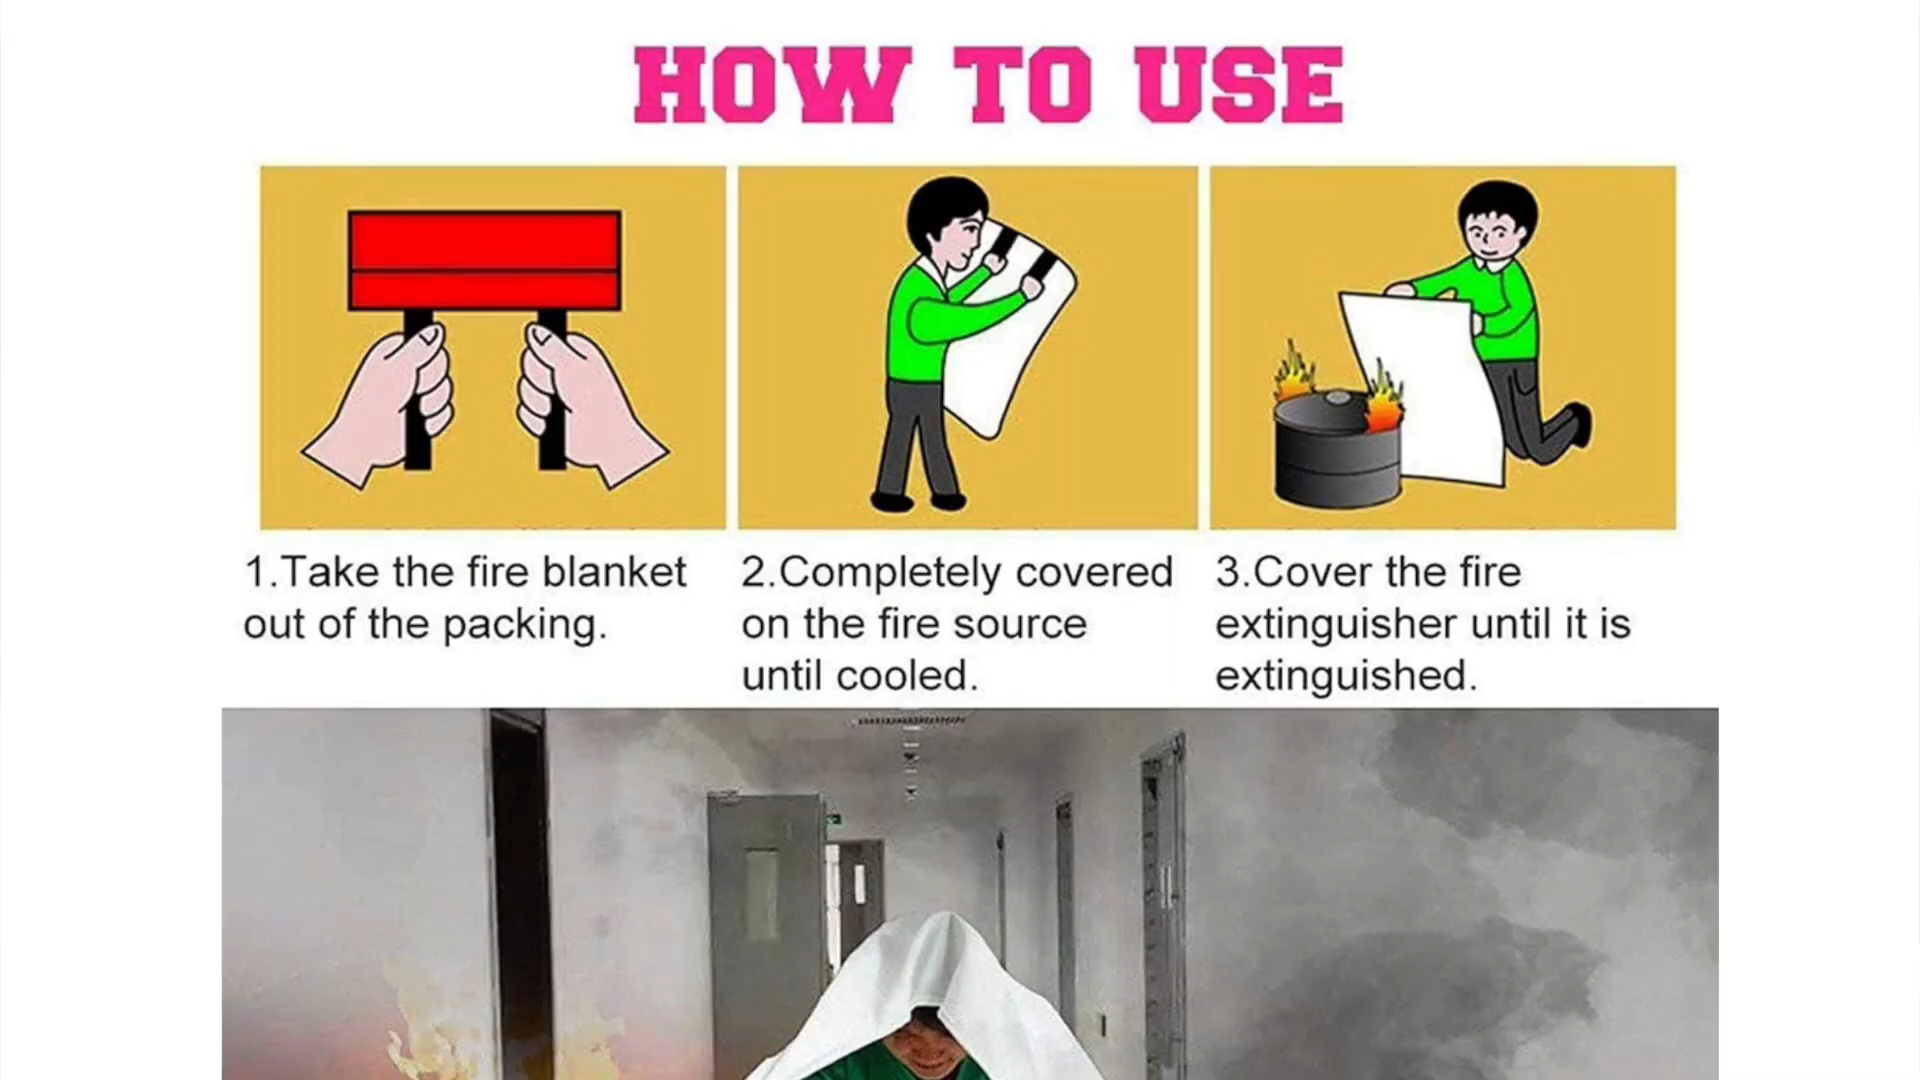 HOW TO USE
1.Take the fire blanket
out of the packing.
2.Completely covered
on the fire source
until cooled.
3.Cover the fire
extinguisher until it is
extinguished.